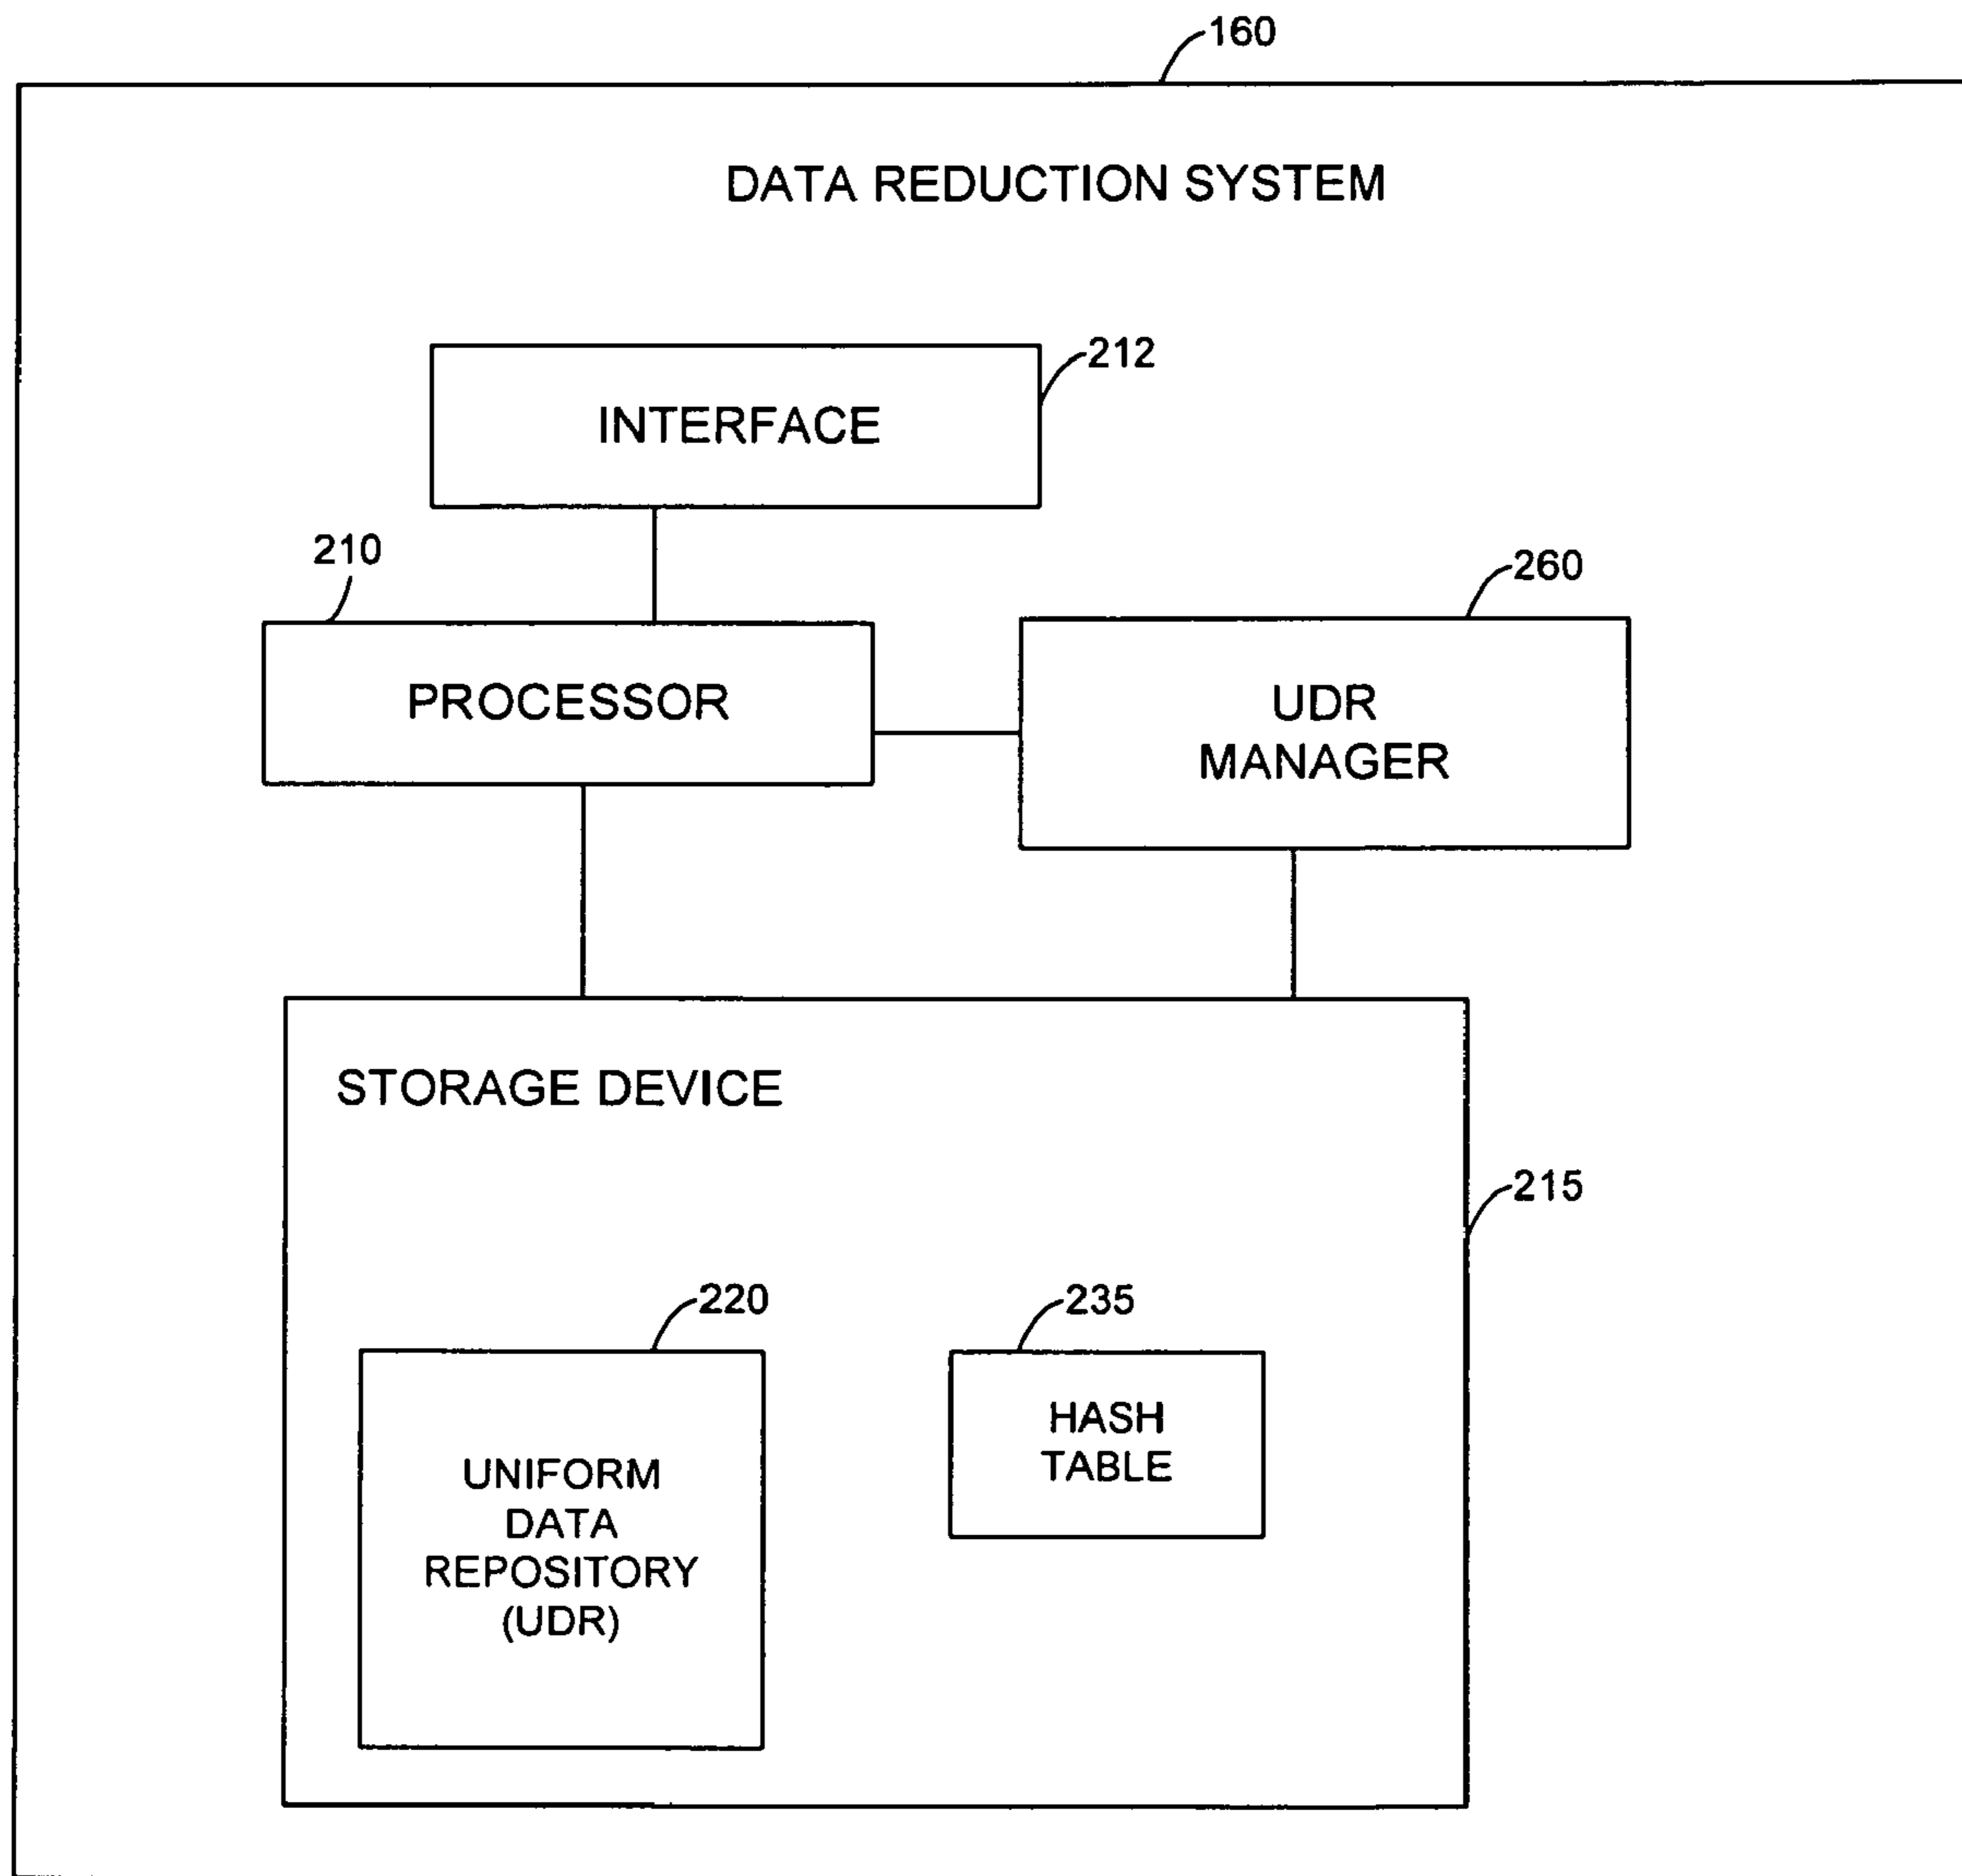 160
DATA REDUCTION SYSTEM
212
INTERFACE
210
260
PROCESSOR
UDR
MANAGER
STORAGE DEVICE
215
220
235
UNIFORM
DATA
REPOSITORY
(UDR)
HASH
TABLE